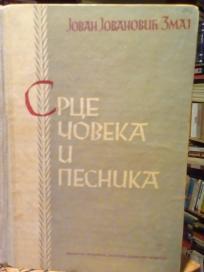 Јован Јовановић Змај
Срце
човека
и
песника